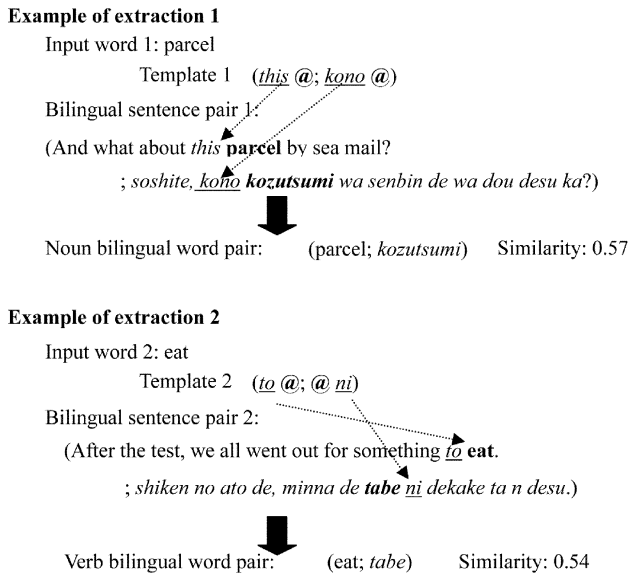 Example of extraction 1
Input word 1: parcel
Template 1 (this @; kono @)
Bilingual sentence pair 1:
(And what about this parcel by sea mail?
; soshite, kono kozutsumi wa senbin de wa dou desu ka?)
Noun bilingual word pair: (parcel; kozutsumi) Similarity: 0.57
Example of extraction 2
Input word 2: eat
Template 2 (to @; @ ni)
Bilingual sentence pair 2:
(After the test, we all went out for something to eat.
; shiken no ato de, minna de tabe ni dekake ta n desu.)
Verb bilingual word pair: (eat; tabe) Similarity: 0.54